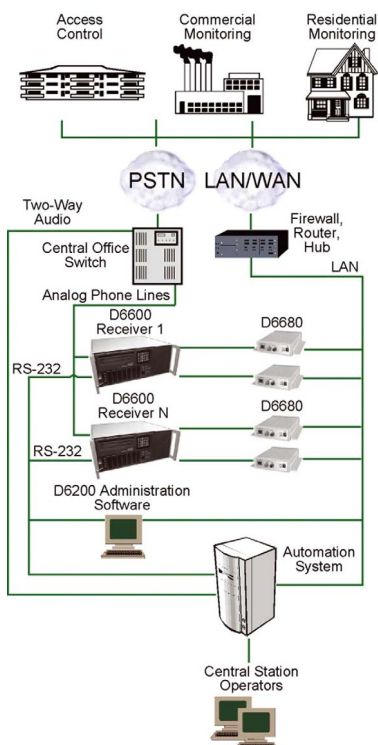 Access
Control
Commercial
Monitoring
Residential
Monitoring
PSTN
LAN/WAN
Two-Way
Audio
Central Office
Switch
Firewall,
Router,
Hub
LAN
Analog Phone Lines
D6600
Receiver 1
D6680
RS-232
D6600
Receiver N
D6680
RS-232
D6200 Administration
Software
Automation
System
Central Station
Operators